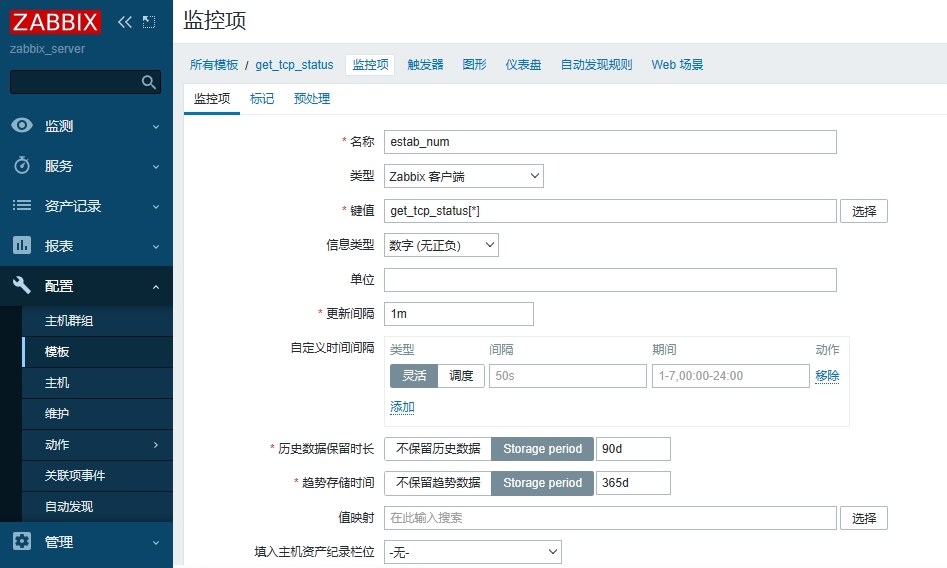 ZABBIX
zabbix_server
监测
服务
资产记录
报表
配置
主机群组
模板
主机
维护
动作
关联项事件
自动发现
管理
监控项
所有模板 / get_tcp_status 监控项 触发器 图形 仪表盘 自动发现规则 Web 场景
监控项 标记 预处理
* 名称 estab_num
类型 Zabbix 客户端
* 键值 get_tcp_status[*] 选择
信息类型 数字 (无正负)
单位
* 更新间隔 1m
自定义时间间隔 类型 间隔 期间 动作
灵活 调度 50s 1-7,00:00-24:00 移除
添加
* 历史数据保留时长 不保留历史数据 Storage period 90d
* 趋势存储时间 不保留趋势数据 Storage period 365d
值映射 在此输入搜索 选择
填入主机资产纪录栏位 -无-